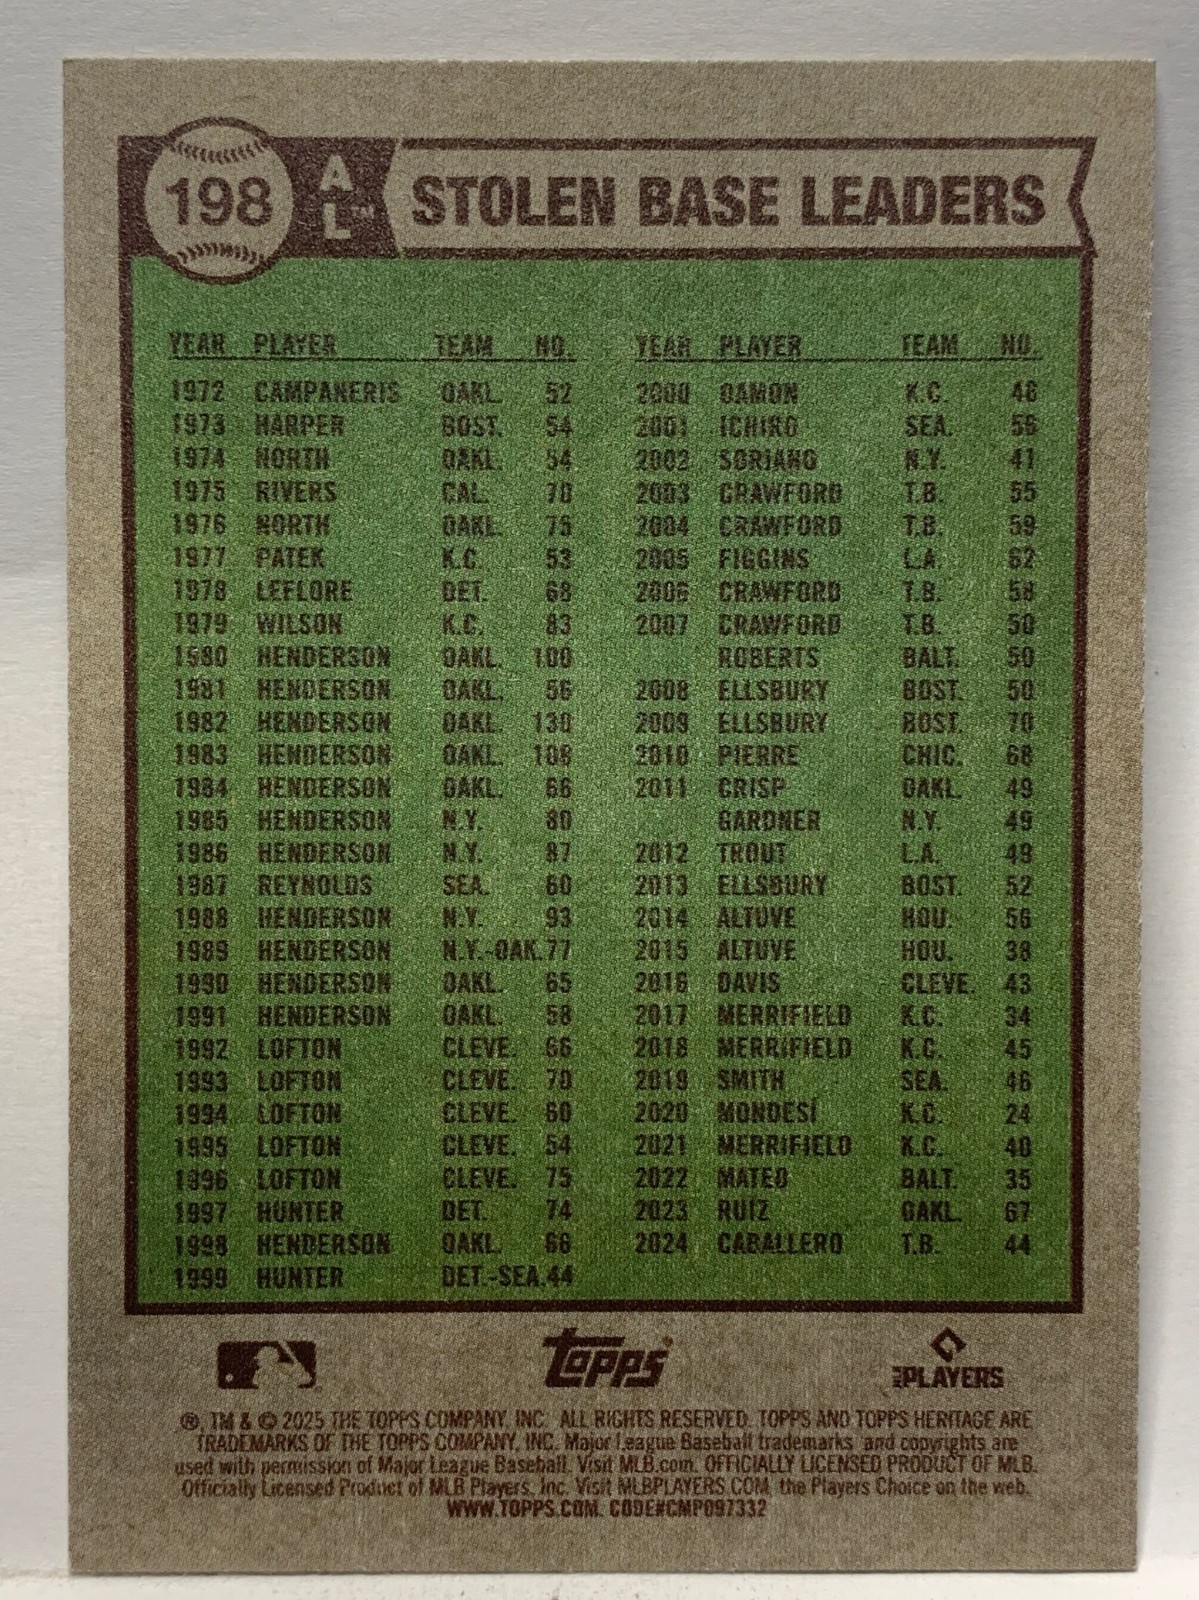 198 AL™ STOLEN BASE LEADERS
YEAR PLAYER TEAM NO.
1972 CAMPANERIS OAKL. 52
1973 HARPER BOST. 54
1974 NORTH OAKL. 54
1975 RIVERS CAL. 70
1976 NORTH OAKL. 75
1977 PATEK K.C. 53
1978 LEFLORE DET. 68
1979 WILSON K.C. 83
1980 HENDERSON OAKL. 100
1981 HENDERSON OAKL. 56
1982 HENDERSON OAKL. 130
1983 HENDERSON OAKL. 108
1984 HENDERSON OAKL. 66
1985 HENDERSON N.Y. 80
1986 HENDERSON N.Y. 87
1987 REYNOLDS SEA. 60
1988 HENDERSON N.Y. 93
1989 HENDERSON N.Y.-OAK. 77
1990 HENDERSON OAKL. 65
1991 HENDERSON OAKL. 58
1992 LOFTON CLEVE. 66
1993 LOFTON CLEVE. 70
1994 LOFTON CLEVE. 60
1995 LOFTON CLEVE. 54
1996 LOFTON CLEVE. 75
1997 HUNTER DET. 74
1998 HENDERSON OAKL. 66
1999 HUNTER DET.-SEA. 44
YEAR PLAYER TEAM NO.
2000 DAMON K.C. 46
2001 ICHIRO SEA. 56
2002 SORIANO N.Y. 41
2003 CRAWFORD T.B. 55
2004 CRAWFORD T.B. 59
2005 FIGGINS L.A. 62
2006 CRAWFORD T.B. 58
2007 CRAWFORD T.B. 50
ROBERTS BALT. 50
2008 ELLSBURY BOST. 50
2009 ELLSBURY BOST. 70
2010 PIERRE CHIC. 68
2011 CRISP OAKL. 49
GARDNER N.Y. 49
2012 TROUT L.A. 49
2013 ELLSBURY BOST. 52
2014 ALTUVE HOU. 56
2015 ALTUVE HOU. 38
2016 DAVIS CLEVE. 43
2017 MERRIFIELD K.C. 34
2018 MERRIFIELD K.C. 45
2019 SMITH SEA. 46
2020 MONDESÍ K.C. 24
2021 MERRIFIELD K.C. 40
2022 MATEO BALT. 35
2023 RUIZ OAKL. 67
2024 CABALLERO T.B. 44
topps® MLBPLAYERS
®, TM & © 2025 THE TOPPS COMPANY, INC. ALL RIGHTS RESERVED. TOPPS AND TOPPS HERITAGE ARE
TRADEMARKS OF THE TOPPS COMPANY, INC. Major League Baseball trademarks and copyrights are
used with permission of Major League Baseball. Visit MLB.com. OFFICIALLY LICENSED PRODUCT OF MLB.
Officially Licensed Product of MLB Players, Inc. Visit MLBPLAYERS.COM, the Players Choice on the web.
WWW.TOPPS.COM. CODE#CMP097332